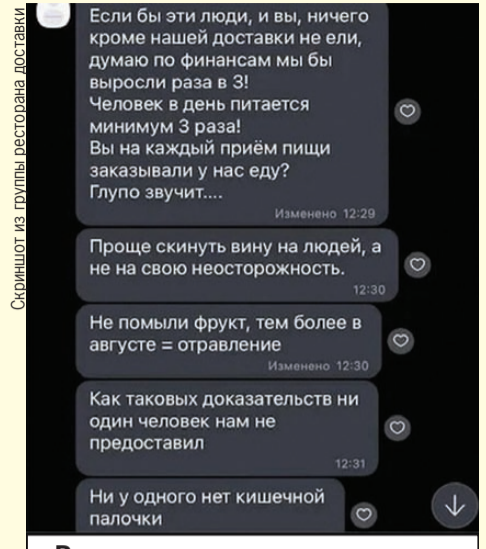 Скриншот из группы ресторана доставки
Если бы эти люди, и вы, ничего
кроме нашей доставки не ели,
думаю по финансам мы бы
выросли раза в 3!
Человек в день питается
минимум 3 раза!
Вы на каждый приём пищи
заказывали у нас еду?
Глупо звучит....
Изменено 12:29
Проще скинуть вину на людей, а
не на свою неосторожность.
12:30
Не помыли фрукт, тем более в
августе = отравление
Изменено 12:30
Как таковых доказательств ни
один человек нам не
предоставил
12:31
Ни у одного нет кишечной
палочки